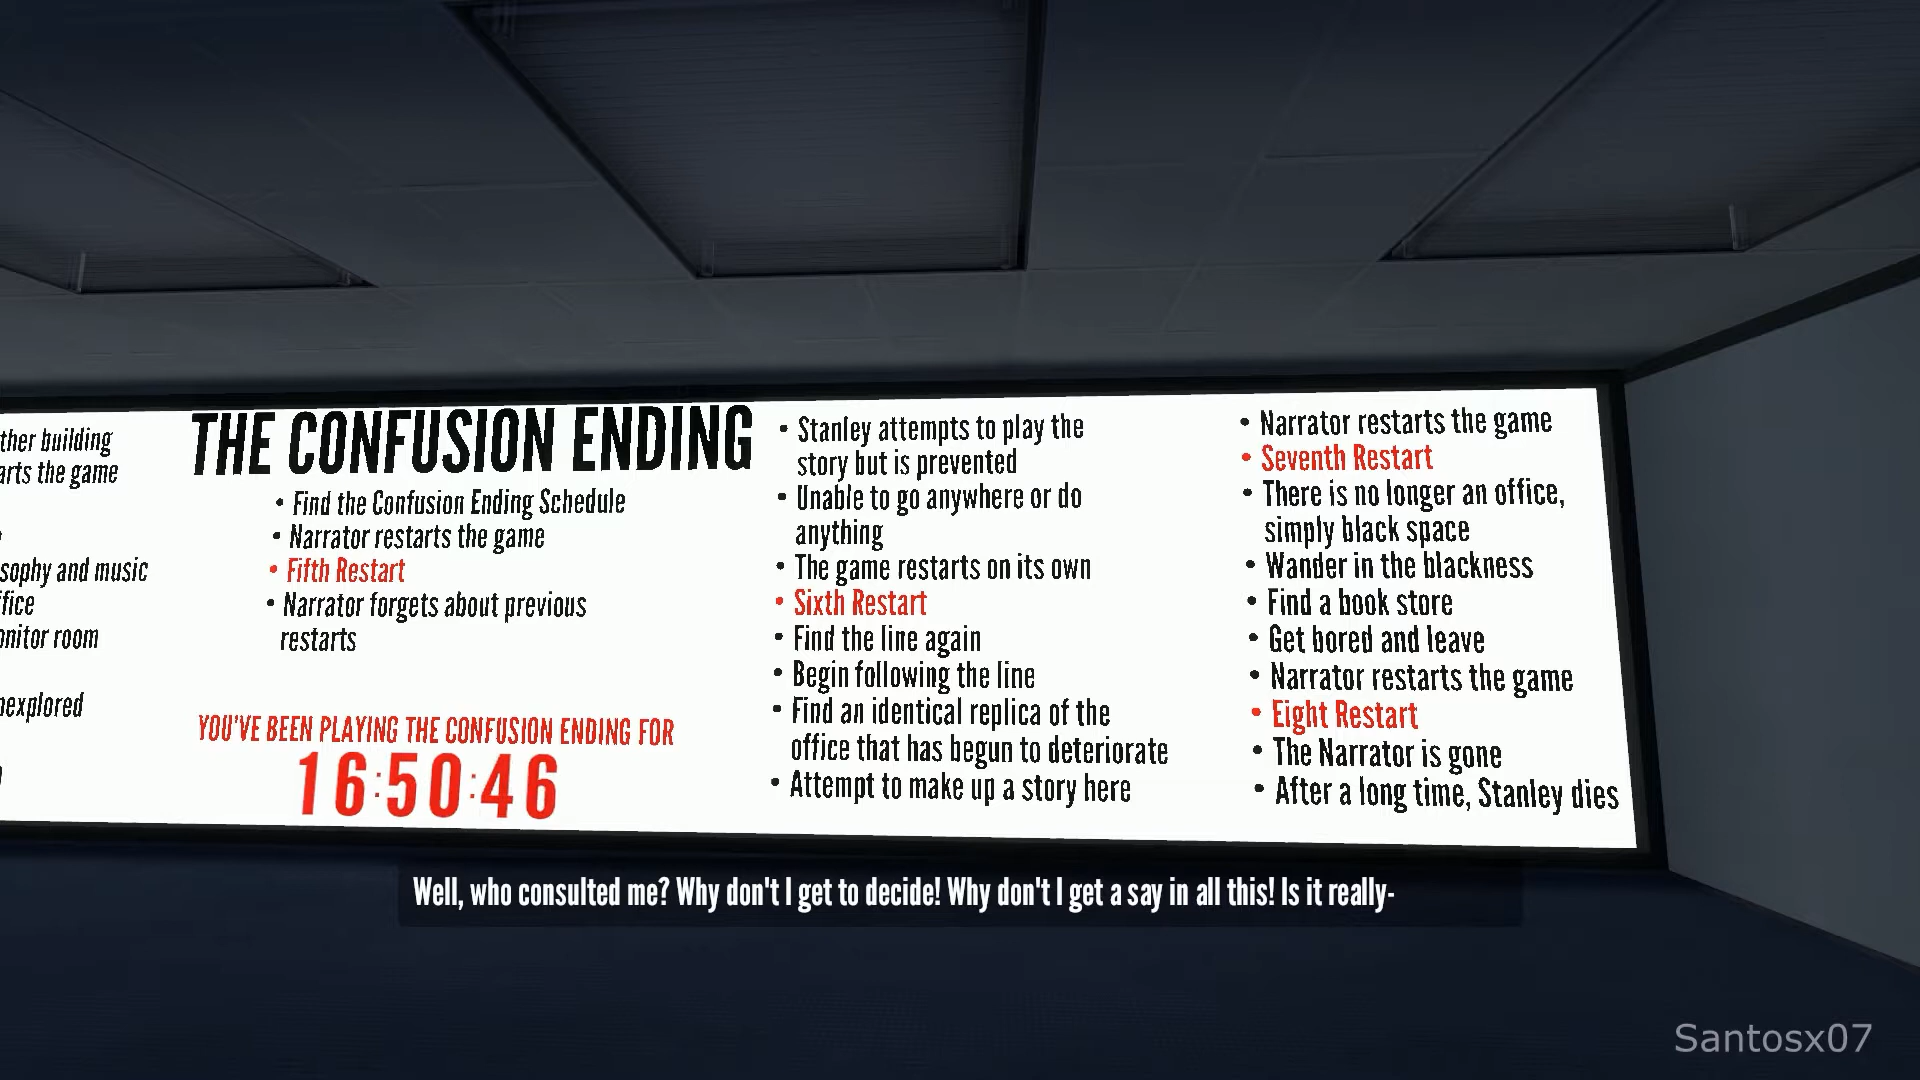 ther building
arts the game
sophy and music
ffice
onitor room
nexplored
THE CONFUSION ENDING
• Find the Confusion Ending Schedule
• Narrator restarts the game
• Fifth Restart
• Narrator forgets about previous
restarts
YOU'VE BEEN PLAYING THE CONFUSION ENDING FOR
16:50:46
• Stanley attempts to play the
story but is prevented
• Unable to go anywhere or do
anything
• The game restarts on its own
• Sixth Restart
• Find the line again
• Begin following the line
• Find an identical replica of the
office that has begun to deteriorate
• Attempt to make up a story here
• Narrator restarts the game
• Seventh Restart
• There is no longer an office,
simply black space
• Wander in the blackness
• Find a book store
• Get bored and leave
• Narrator restarts the game
• Eight Restart
• The Narrator is gone
• After a long time, Stanley dies
Well, who consulted me? Why don't I get to decide! Why don't I get a say in all this! Is it really-
Santosx07